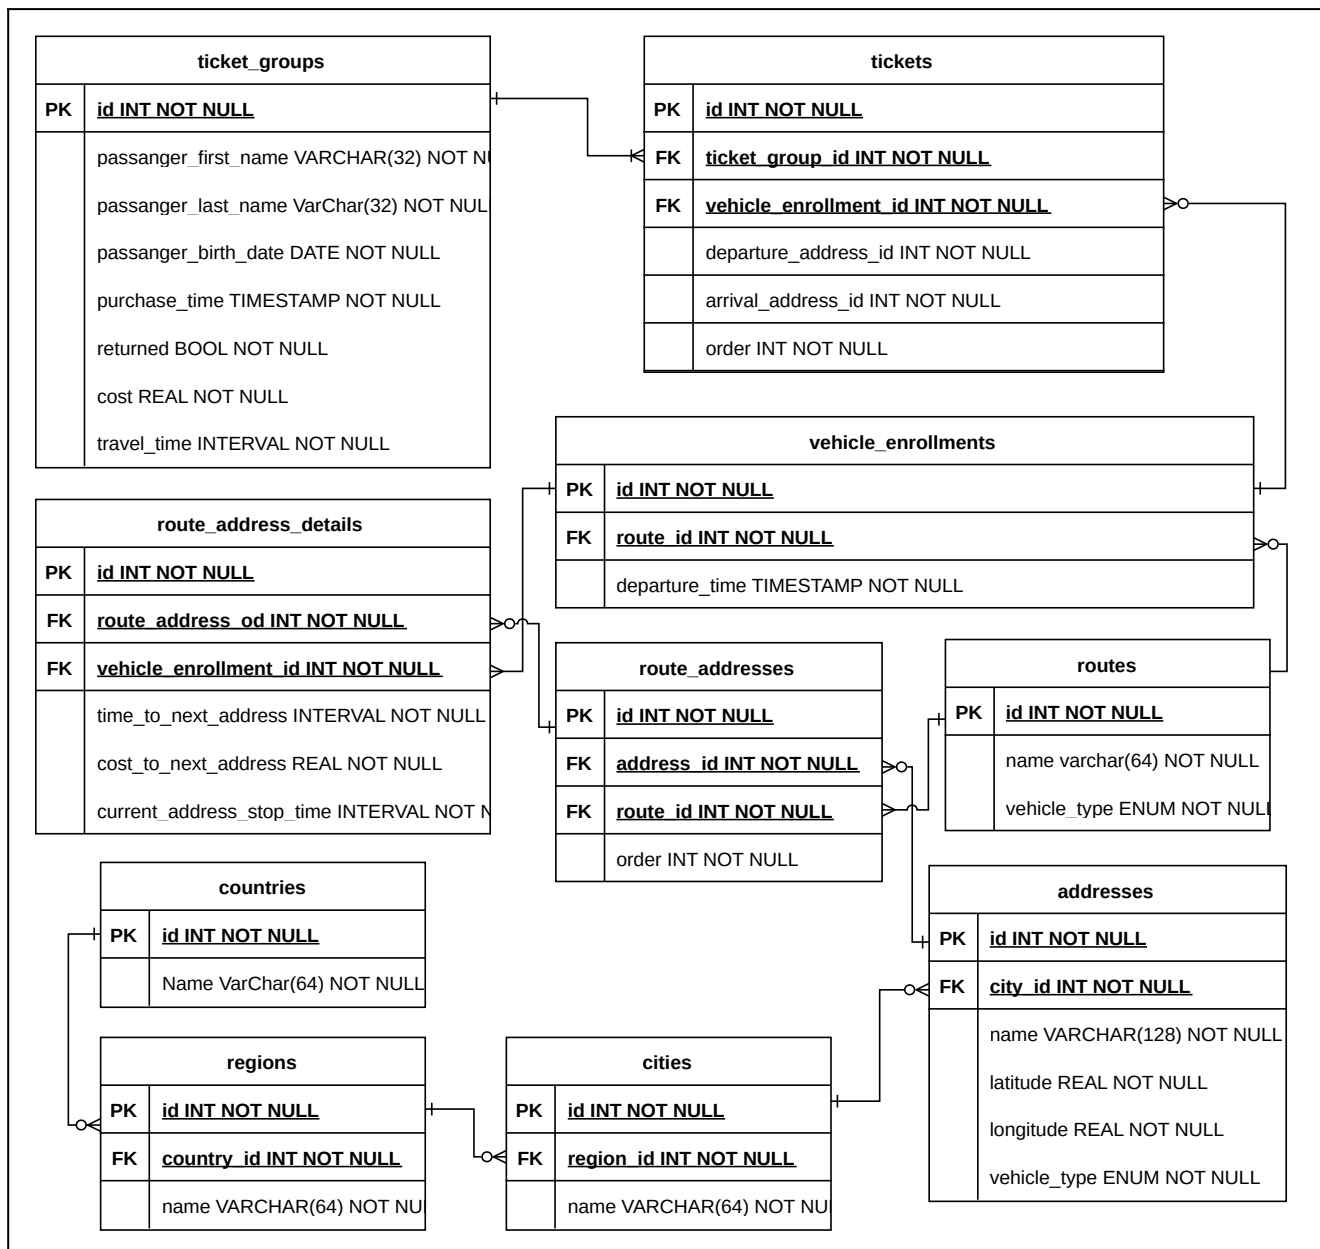 ticket_groups
PK id INT NOT NULL
passanger_first_name VARCHAR(32) NOT NU
passanger_last_name VarChar(32) NOT NUL
passanger_birth_date DATE NOT NULL
purchase_time TIMESTAMP NOT NULL
returned BOOL NOT NULL
cost REAL NOT NULL
travel_time INTERVAL NOT NULL
tickets
PK id INT NOT NULL
FK ticket_group_id INT NOT NULL
FK vehicle_enrollment_id INT NOT NULL
departure_address_id INT NOT NULL
arrival_address_id INT NOT NULL
order INT NOT NULL
vehicle_enrollments
PK id INT NOT NULL
FK route_id INT NOT NULL
departure_time TIMESTAMP NOT NULL
route_address_details
PK id INT NOT NULL
FK route_address_od INT NOT NULL
FK vehicle_enrollment_id INT NOT NULL
time_to_next_address INTERVAL NOT NULL
cost_to_next_address REAL NOT NULL
current_address_stop_time INTERVAL NOT N
route_addresses
PK id INT NOT NULL
FK address_id INT NOT NULL
FK route_id INT NOT NULL
order INT NOT NULL
routes
PK id INT NOT NULL
name varchar(64) NOT NULL
vehicle_type ENUM NOT NULL
countries
PK id INT NOT NULL
Name VarChar(64) NOT NULL
addresses
PK id INT NOT NULL
FK city_id INT NOT NULL
name VARCHAR(128) NOT NULL
latitude REAL NOT NULL
longitude REAL NOT NULL
vehicle_type ENUM NOT NULL
regions
PK id INT NOT NULL
FK country_id INT NOT NULL
name VARCHAR(64) NOT NU
cities
PK id INT NOT NULL
FK region_id INT NOT NULL
name VARCHAR(64) NOT NU